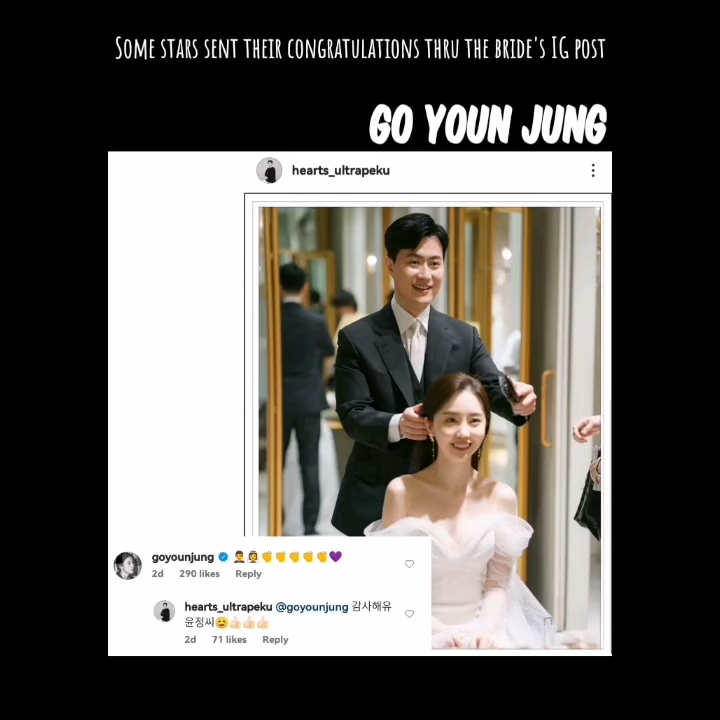 Some stars sent their congratulations thru the bride's IG post
GO YOUN JUNG
hearts_ultrapeku
goyounjung 🤵‍♂️👰‍♀️👏👏👏👏👏💜
2d 290 likes Reply
hearts_ultrapeku @goyounjung 감사해유
윤정씨☺️👍🏻👍🏻👍🏻
2d 71 likes Reply